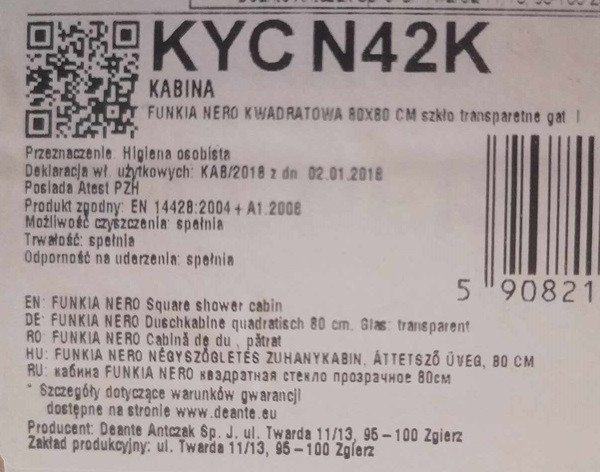 KYC N42K
KABINA
FUNKIA NERO KWADRATOWA 80X80 CM szkło transparetne gat I
Przeznaczenie: Higiena osobista
Deklaracja wł. użytkowych: KAB/2018 z dn. 02.01.2018
Posiada Atest PZH
Produkt zgodny: EN 14428:2004 + A1:2008
Możliwość czyszczenia: spełnia
Trwałość: spełnia
Odporność na uderzenia: spełnia
5 90821
EN: FUNKIA NERO Square shower cabin
DE: FUNKIA NERO Duschkabine quadratisch 80 cm, Glas: transparent
RO: FUNKIA NERO Cabină de du , pătrat
HU: FUNKIA NERO NÉGYSZÖGLETES ZUHANYKABIN, ÁTTETSZŐ ÜVEG, 80 CM
RU: кабина FUNKIA NERO квадратная стекло прозрачное 80см
* Szczegóły dotyczące warunków gwarancji
dostępne na stronie www.deante.eu
Producent: Deante Antczak Sp. J. ul. Twarda 11/13, 95-100 Zgierz
Zakład produkcyjny: ul. Twarda 11/13, 95-100 Zgierz